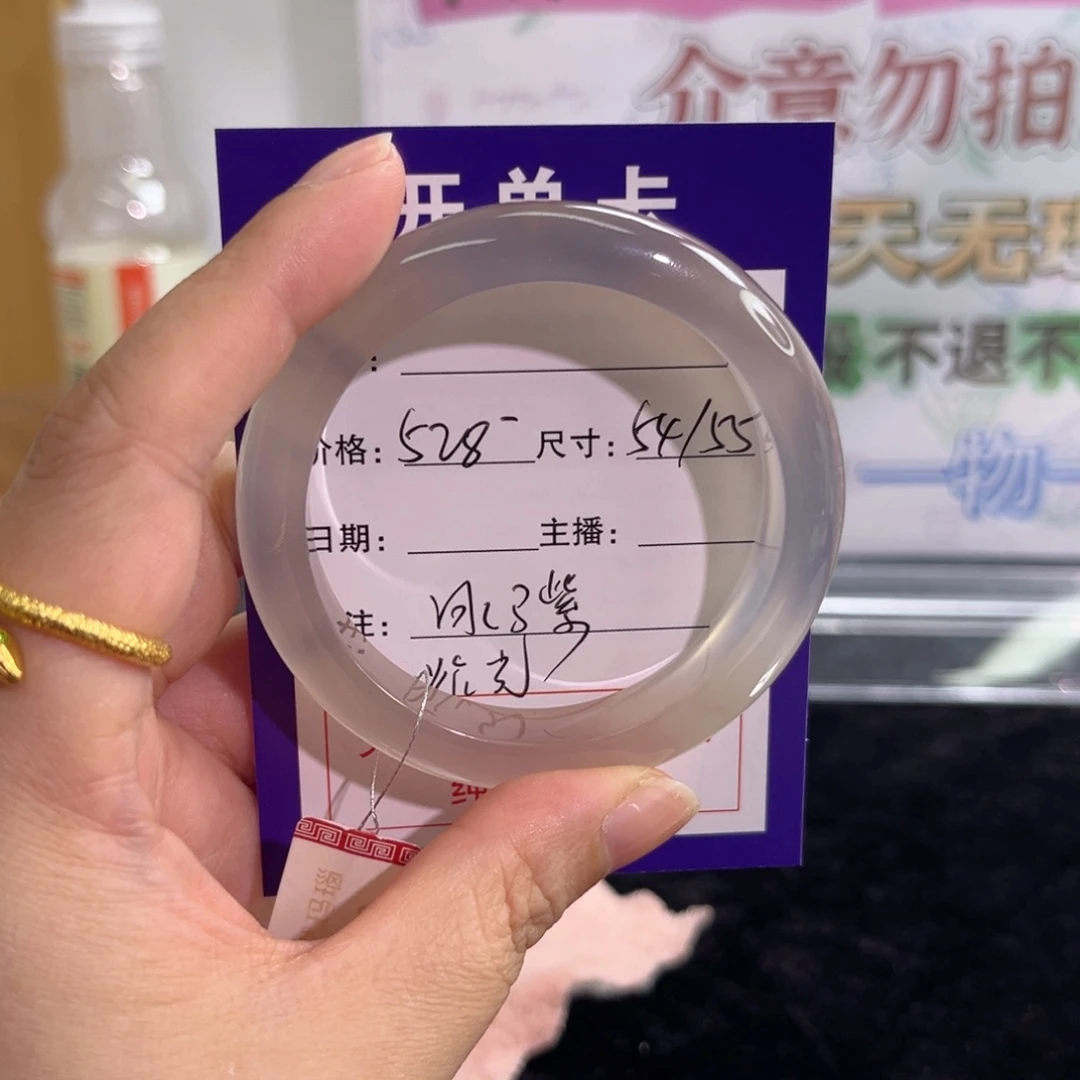 开单卡
价格: 528- 尺寸: 54/55
日期: 主播:
注: 紫
介意勿拍
天无理
不退不
一物一